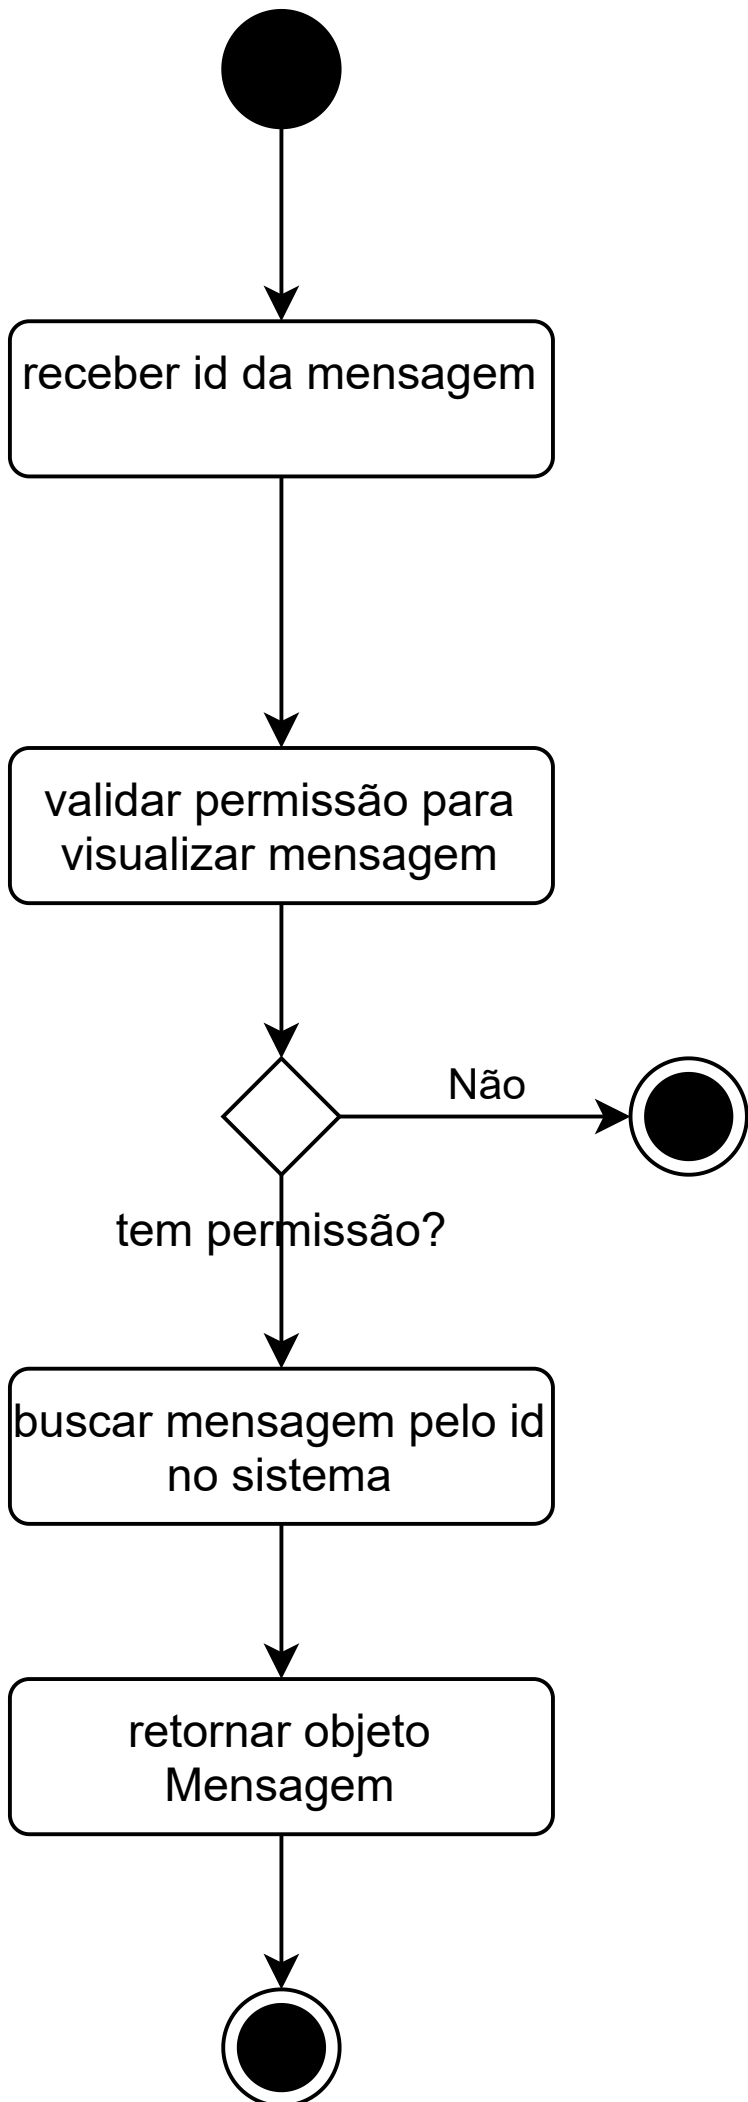 receber id da mensagem
validar permissão para
visualizar mensagem
Não
tem permissão?
buscar mensagem pelo id
no sistema
retornar objeto
Mensagem